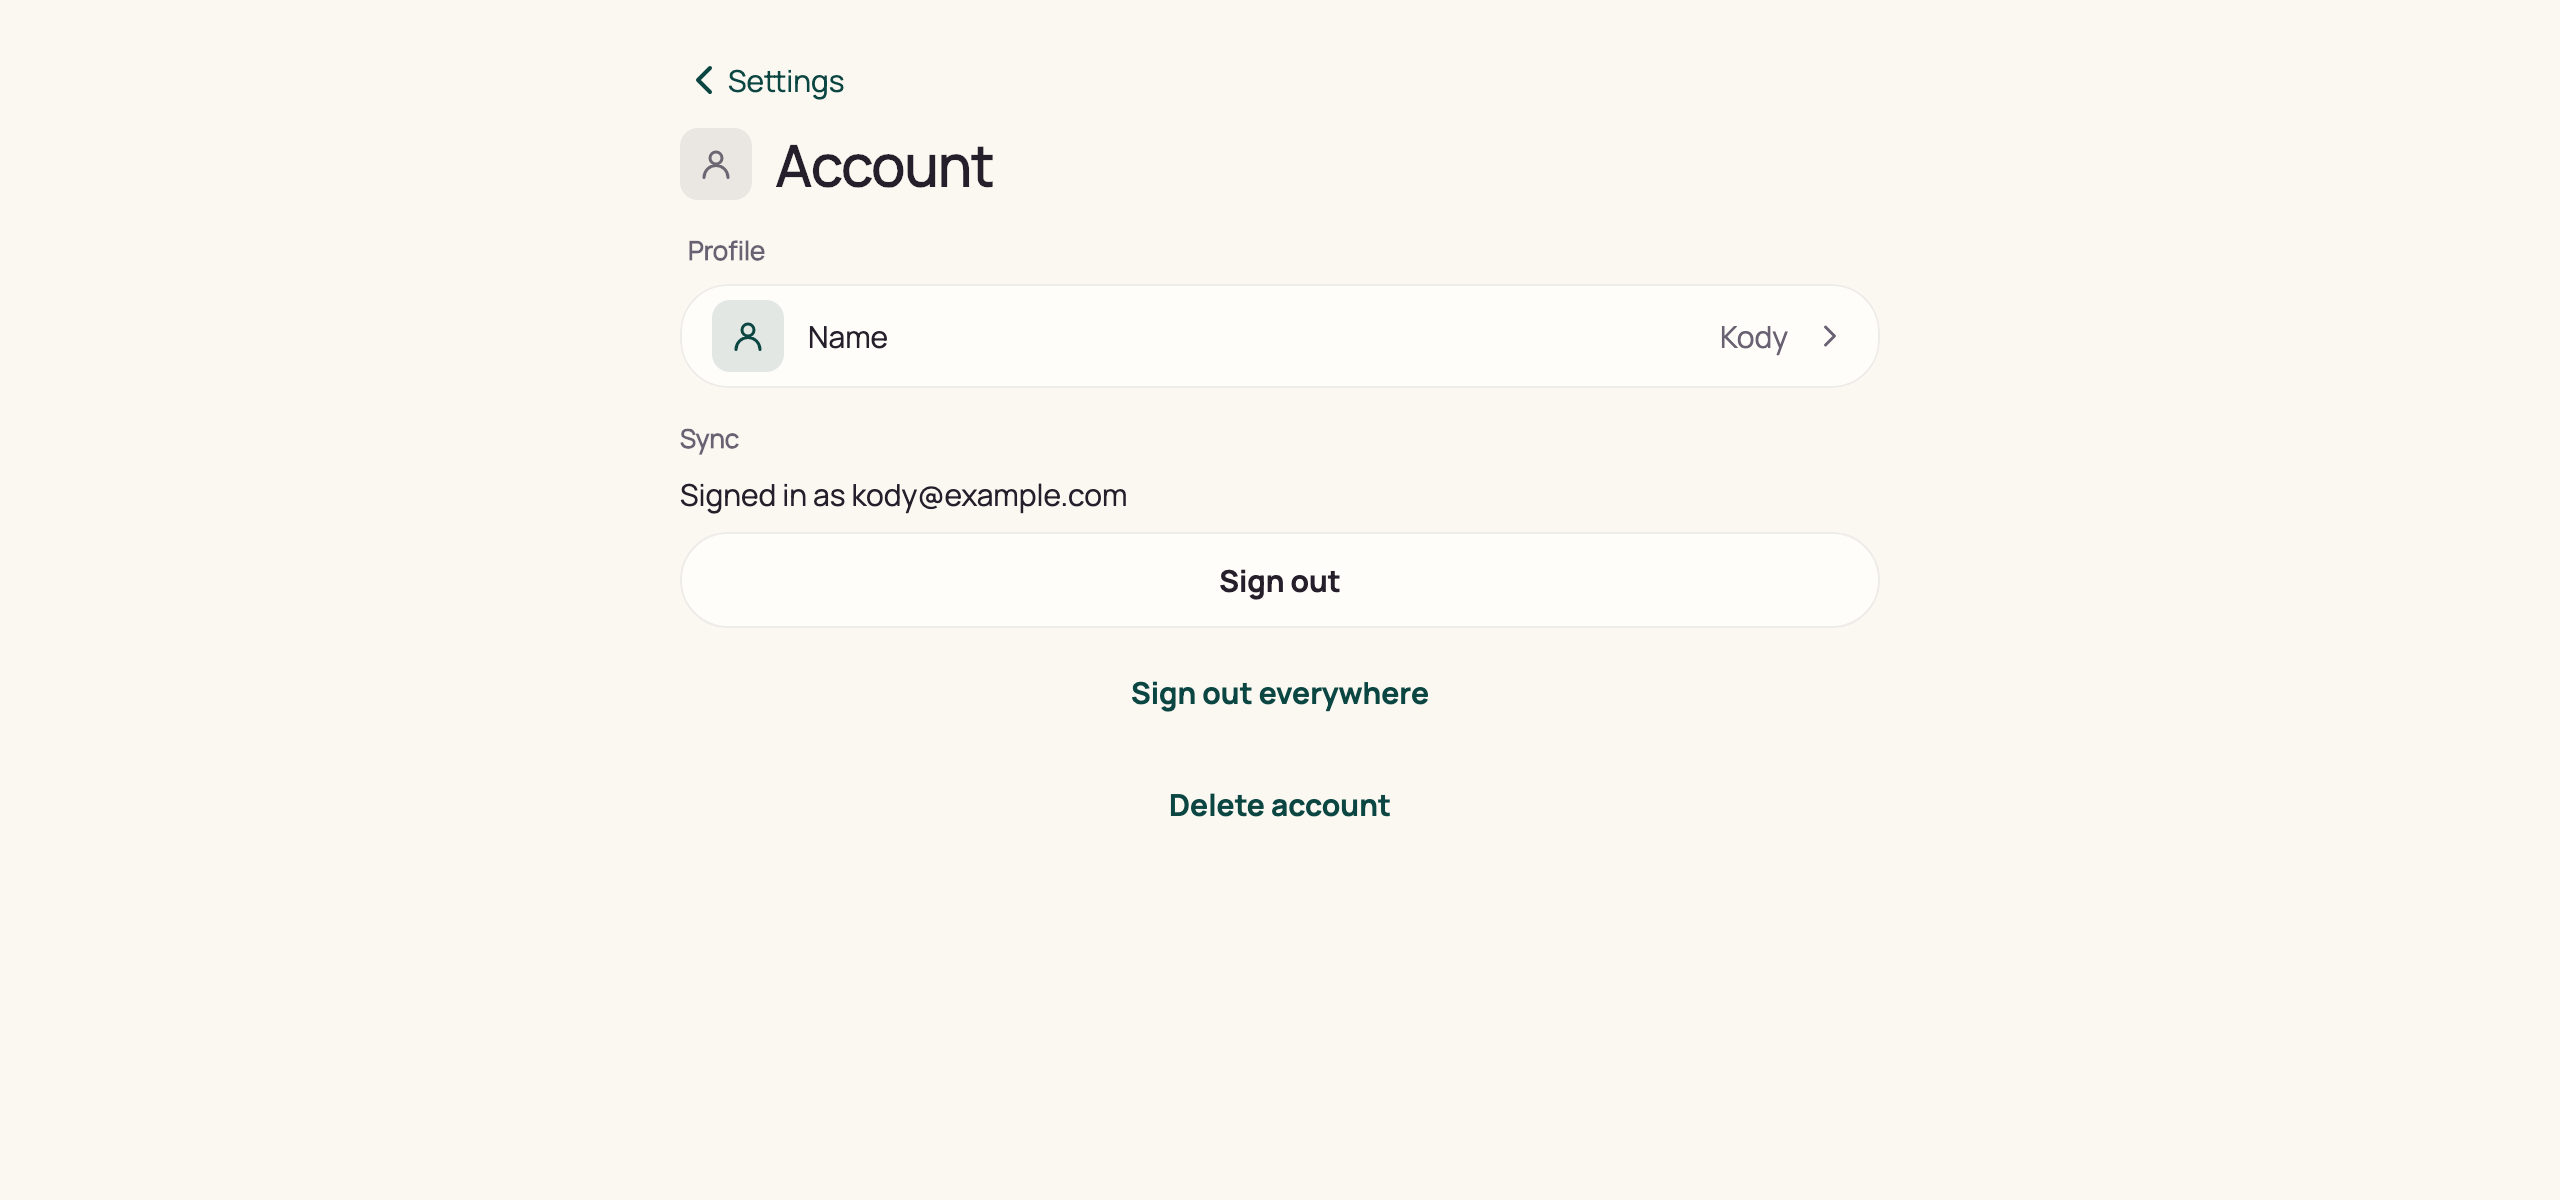 Settings
Account
Profile
Name Kody
Sync
Signed in as kody@example.com
Sign out
Sign out everywhere
Delete account